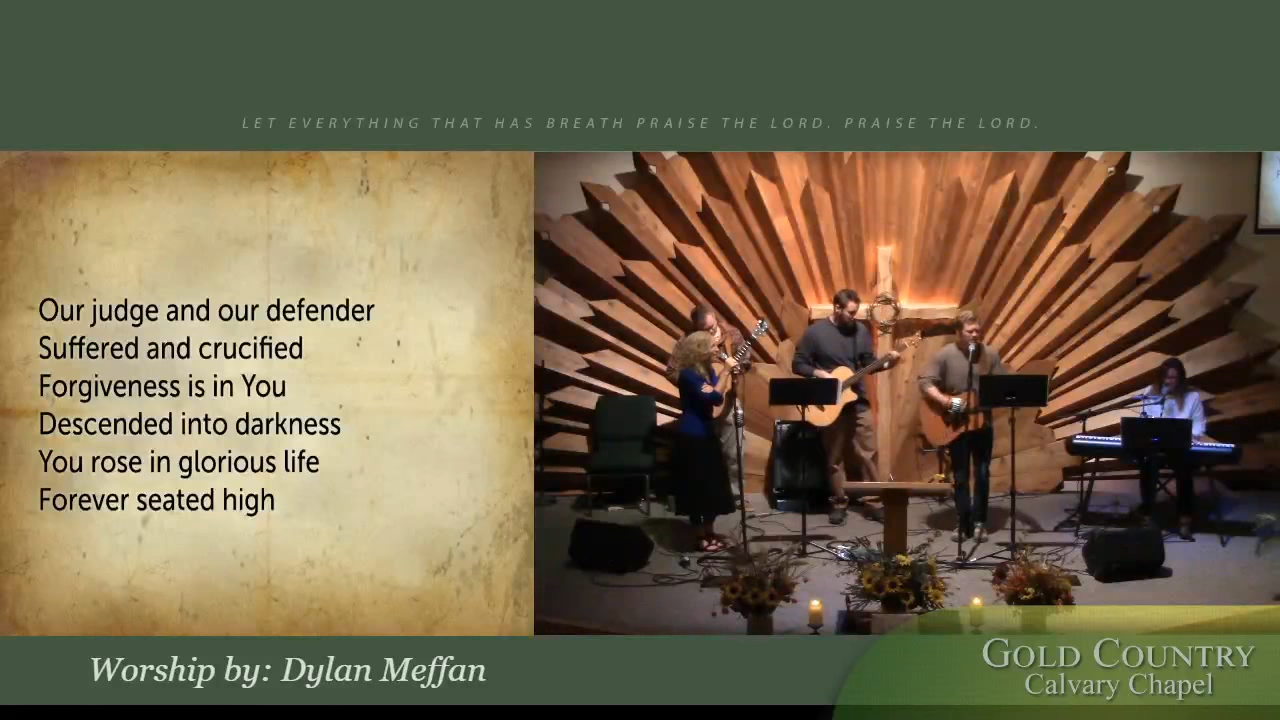 LET EVERYTHING THAT HAS BREATH PRAISE THE LORD. PRAISE THE LORD.
Our judge and our defender
Suffered and crucified
Forgiveness is in You
Descended into darkness
You rose in glorious life
Forever seated high
Worship by: Dylan Meffan
GOLD COUNTRY
Calvary Chapel